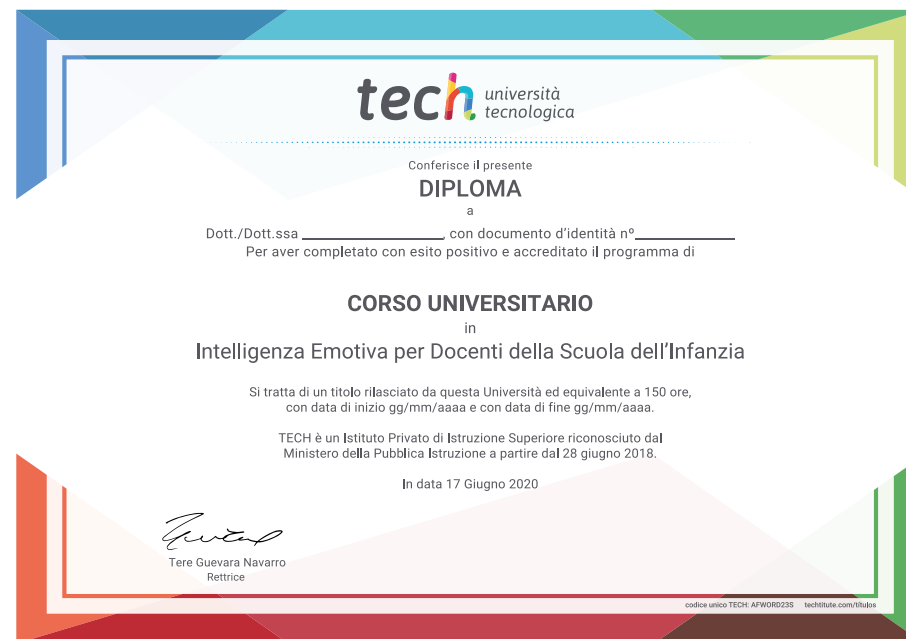 tech università
tecnologica
Conferisce il presente
DIPLOMA
a
Dott./Dott.ssa ____________________, con documento d'identità nº______________
Per aver completato con esito positivo e accreditato il programma di
CORSO UNIVERSITARIO
in
Intelligenza Emotiva per Docenti della Scuola dell'Infanzia
Si tratta di un titolo rilasciato da questa Università ed equivalente a 150 ore,
con data di inizio gg/mm/aaaa e con data di fine gg/mm/aaaa.
TECH è un Istituto Privato di Istruzione Superiore riconosciuto dal
Ministero della Pubblica Istruzione a partire dal 28 giugno 2018.
In data 17 Giugno 2020
Tere Guevara Navarro
Rettrice
codice unico TECH: AFWORD23S techtitute.com/titulos